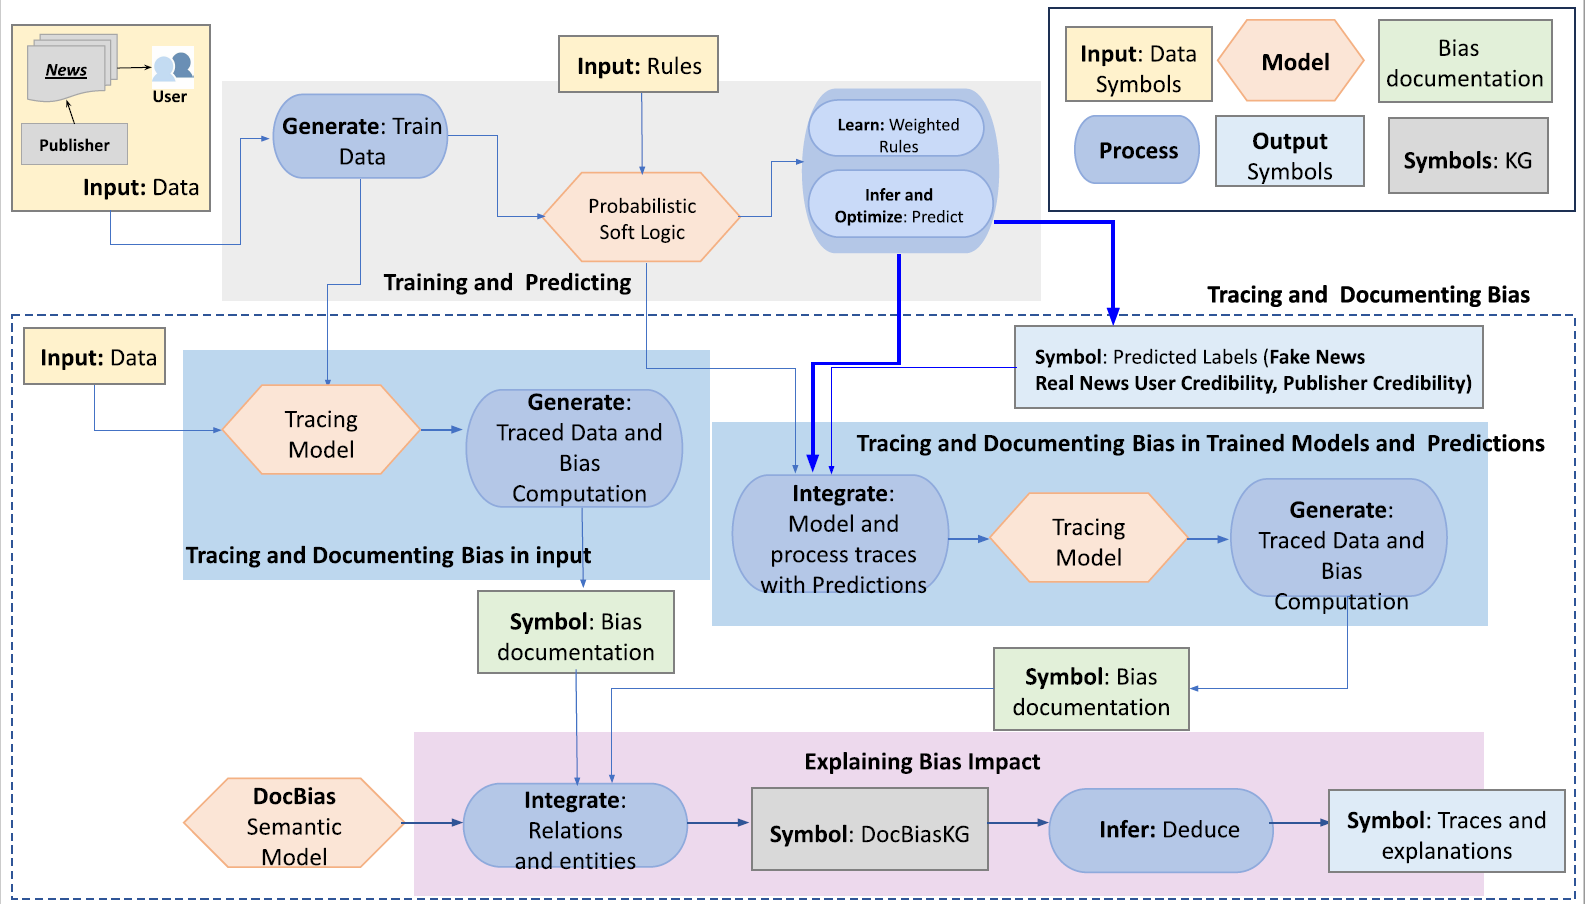 News
User
Publisher
Input: Data
Input: Rules
Generate: Train
Data
Probabilistic
Soft Logic
Learn: Weighted
Rules
Infer and
Optimize: Predict
Training and Predicting
Input: Data
Symbols
Model
Bias
documentation
Process
Output
Symbols
Symbols: KG
Tracing and Documenting Bias
Input: Data
Tracing
Model
Generate:
Traced Data and
Bias
Computation
Tracing and Documenting Bias in input
Symbol: Predicted Labels (Fake News
Real News User Credibility, Publisher Credibility)
Tracing and Documenting Bias in Trained Models and Predictions
Integrate:
Model and
process traces
with Predictions
Tracing
Model
Generate:
Traced Data and
Bias
Computation
Symbol: Bias
documentation
Symbol: Bias
documentation
Explaining Bias Impact
DocBias
Semantic
Model
Integrate:
Relations
and entities
Symbol: DocBiasKG
Infer: Deduce
Symbol: Traces and
explanations